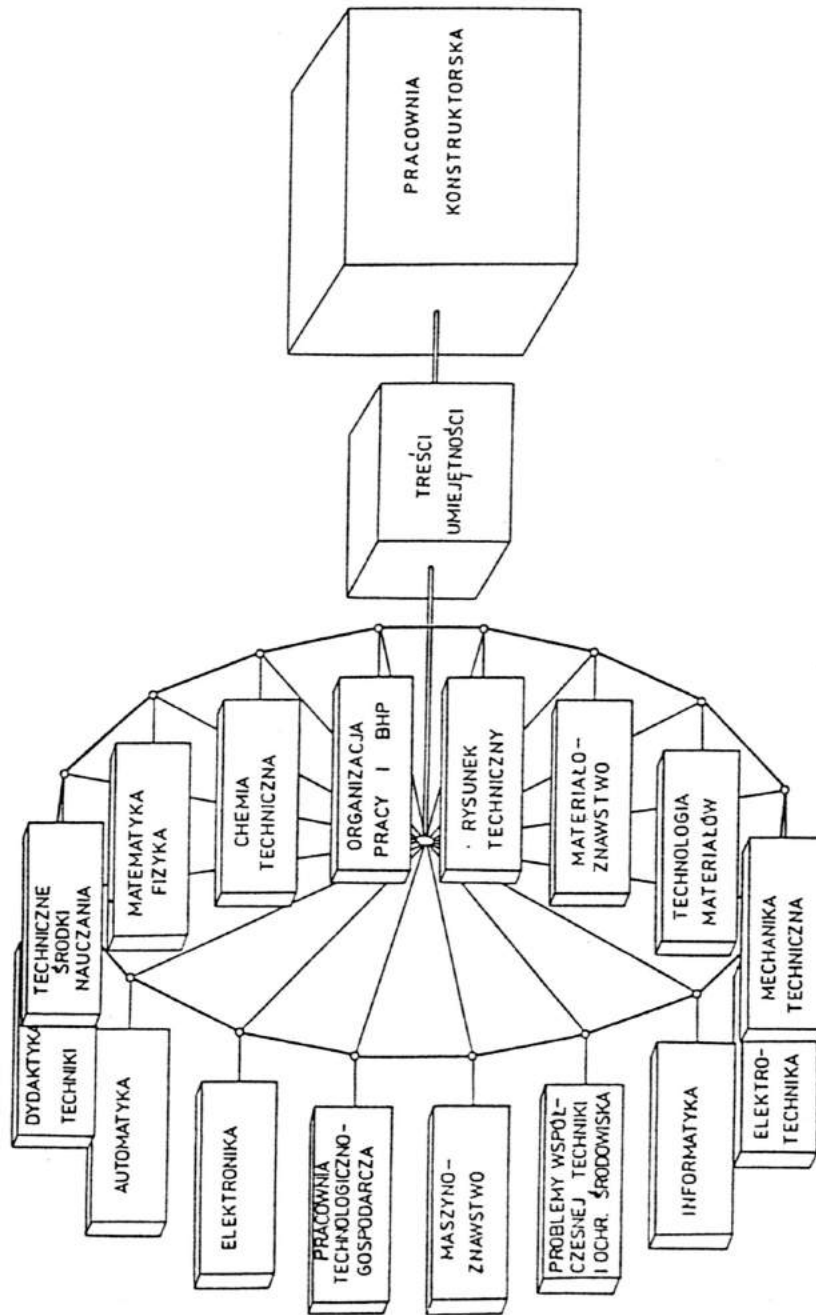 PRACOWNIA
KONSTRUKTORSKA
TREŚCI
UMIEJĘTNOŚCI
TECHNICZNE
ŚRODKI
NAUCZANIA
MATEMATYKA
FIZYKA
CHEMIA
TECHNICZNA
ORGANIZACJA
PRACY I BHP
RYSUNEK
TECHNICZNY
MATERIAŁO-
ZNAWSTWO
TECHNOLOGIA
MATERIAŁÓW
MECHANIKA
TECHNICZNA
DYDAKTYKA
TECHNIKI
AUTOMATYKA
ELEKTRONIKA
PRACOWNIA
TECHNOLOGICZNO-
GOSPODARCZA
MASZYNO-
ZNAWSTWO
PROBLEMY WSPÓŁ-
CZESNEJ TECHNIKI
I OCHR. ŚRODOWISKA
INFORMATYKA
ELEKTRO-
TECHNIKA